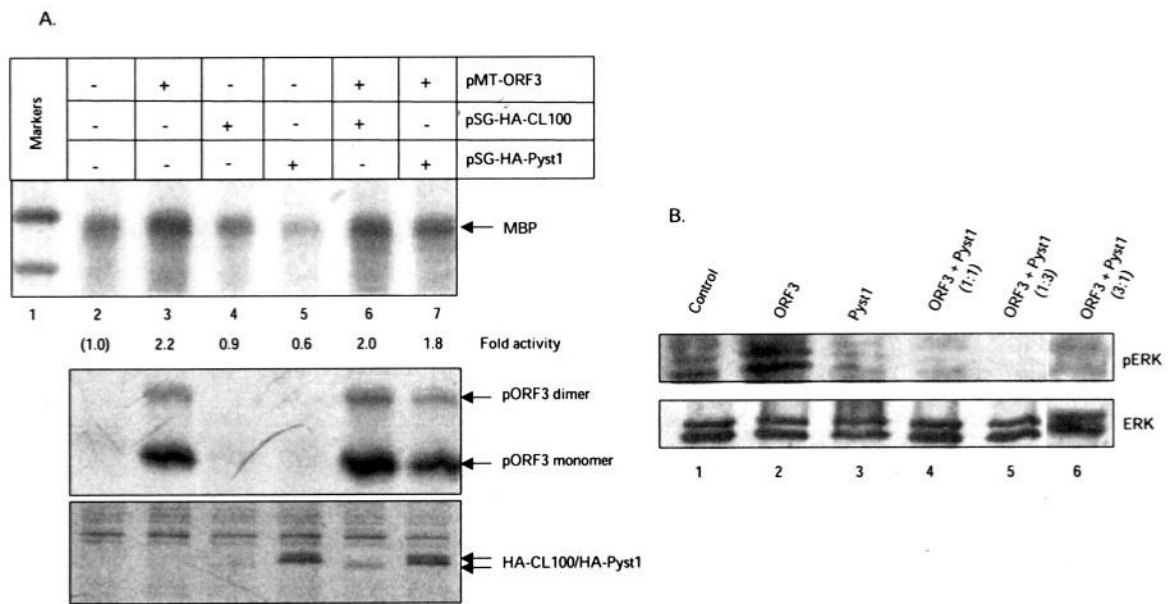 A.
Markers
- + - - + + pMT-ORF3
- - + - + - pSG-HA-CL100
- - - + - + pSG-HA-Pyst1
MBP
1 2 3 4 5 6 7
(1.0) 2.2 0.9 0.6 2.0 1.8 Fold activity
pORF3 dimer
pORF3 monomer
HA-CL100/HA-Pyst1
B.
Control
ORF3
Pyst1
ORF3 + Pyst1
(1:1)
ORF3 + Pyst1
(1:3)
ORF3 + Pyst1
(3:1)
pERK
ERK
1 2 3 4 5 6